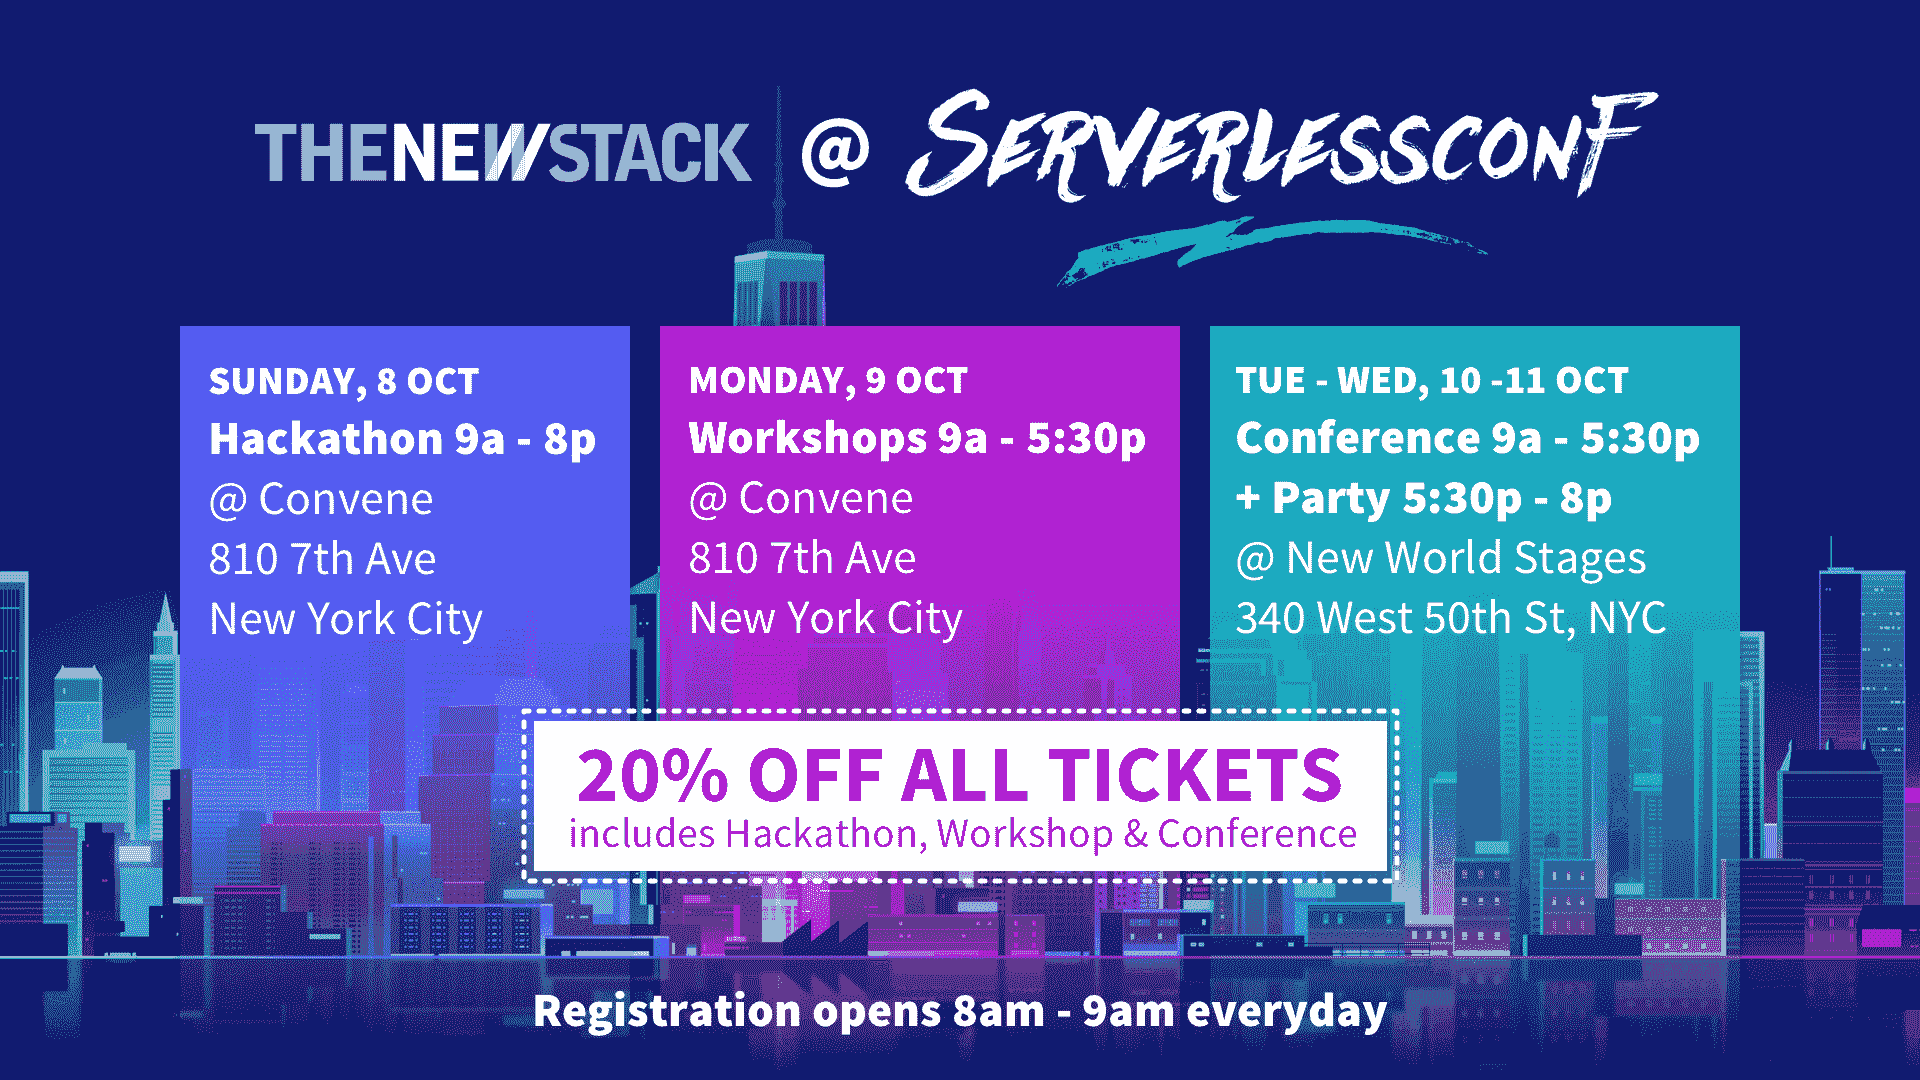 THENEWSTACK @ SERVERLESSCONF
SUNDAY, 8 OCT
Hackathon 9a - 8p
@ Convene
810 7th Ave
New York City
MONDAY, 9 OCT
Workshops 9a - 5:30p
@ Convene
810 7th Ave
New York City
TUE - WED, 10 -11 OCT
Conference 9a - 5:30p
+ Party 5:30p - 8p
@ New World Stages
340 West 50th St, NYC
20% OFF ALL TICKETS
includes Hackathon, Workshop & Conference
Registration opens 8am - 9am everyday